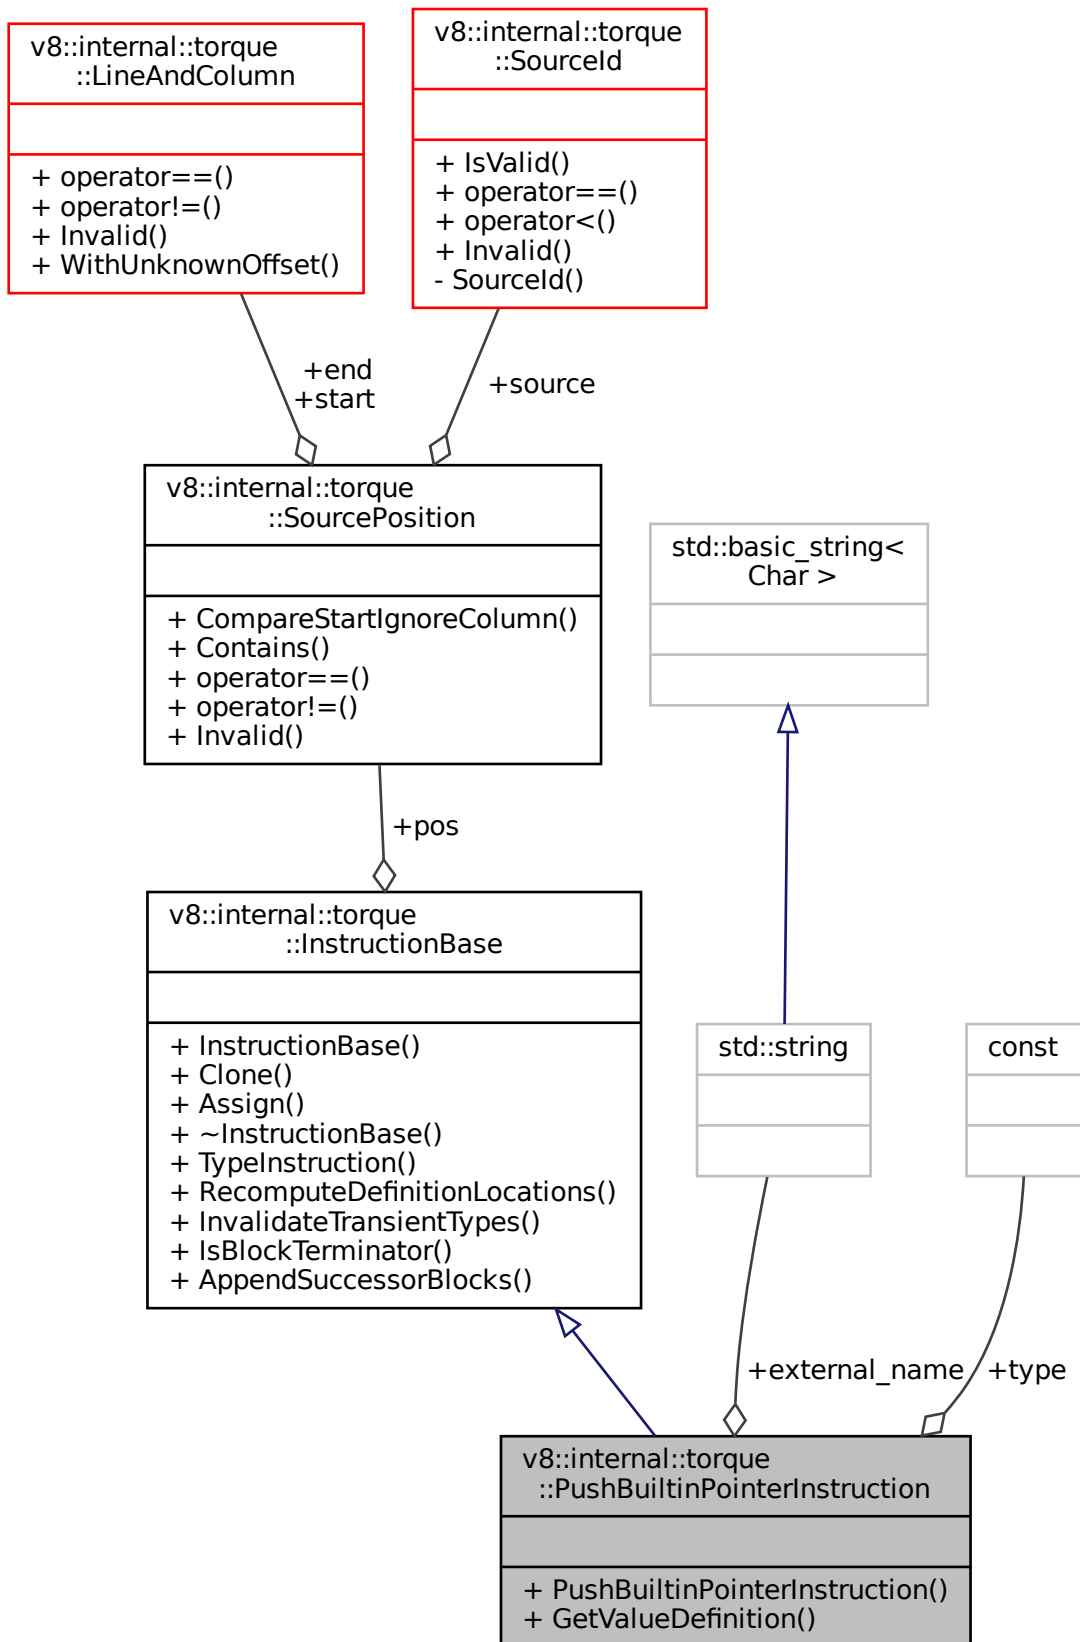 v8::internal::torque
::LineAndColumn
+ operator==()
+ operator!=()
+ Invalid()
+ WithUnknownOffset()
v8::internal::torque
::SourceId
+ IsValid()
+ operator==()
+ operator<()
+ Invalid()
- SourceId()
+end
+start
+source
v8::internal::torque
::SourcePosition
+ CompareStartIgnoreColumn()
+ Contains()
+ operator==()
+ operator!=()
+ Invalid()
std::basic_string<
Char >
+pos
v8::internal::torque
::InstructionBase
+ InstructionBase()
+ Clone()
+ Assign()
+ ~InstructionBase()
+ TypeInstruction()
+ RecomputeDefinitionLocations()
+ InvalidateTransientTypes()
+ IsBlockTerminator()
+ AppendSuccessorBlocks()
std::string
const
+external_name
+type
v8::internal::torque
::PushBuiltinPointerInstruction
+ PushBuiltinPointerInstruction()
+ GetValueDefinition()